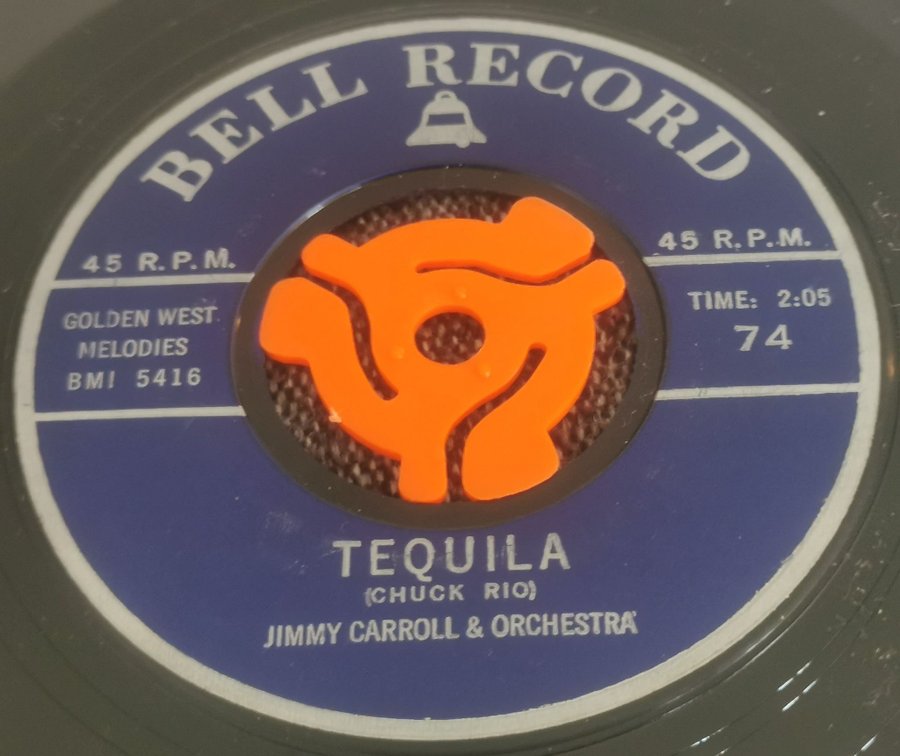 BELL RECORD
45 R.P.M.
45 R.P.M.
GOLDEN WEST
MELODIES
BMI 5416
TIME: 2:05
74
TEQUILA
(CHUCK RIO)
JIMMY CARROLL & ORCHESTRA